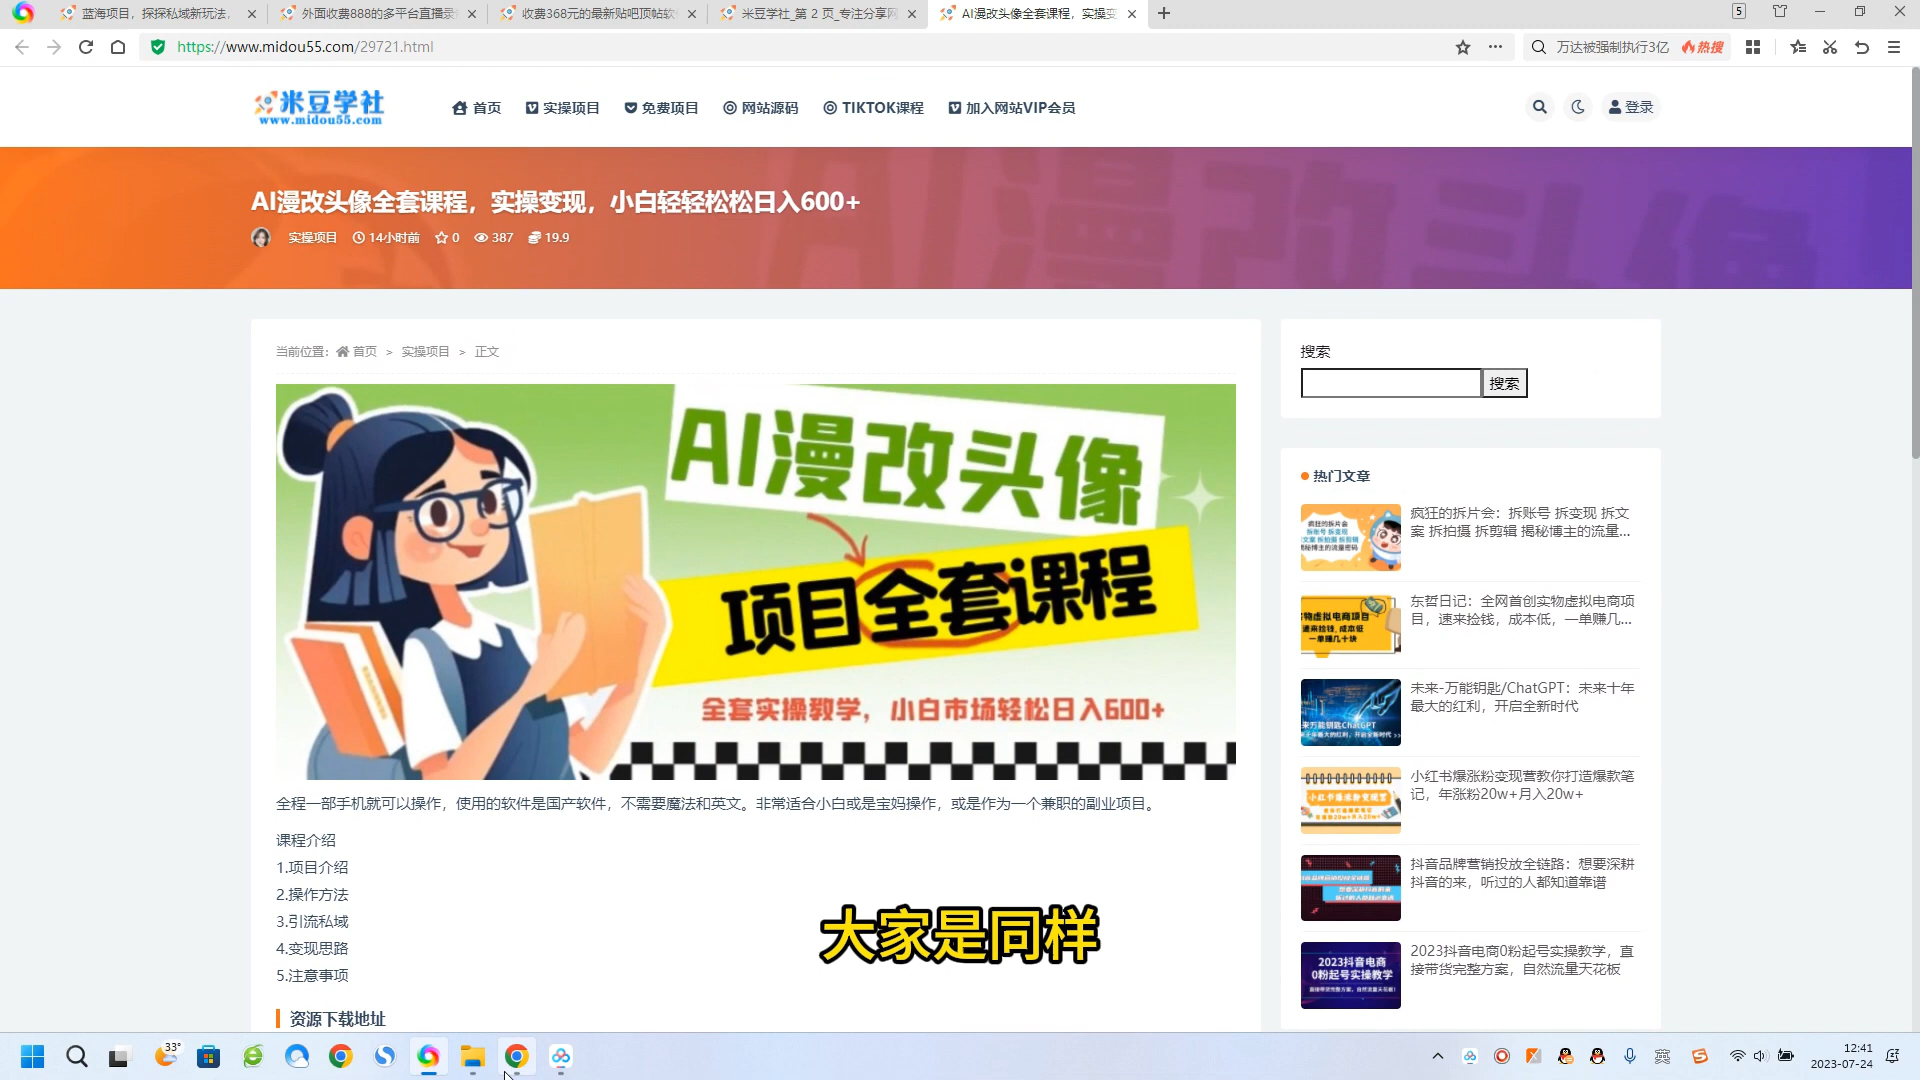 蓝海项目，探探私域新玩法，
外面收费888的多平台直播录
收费368元的最新贴吧顶帖软
米豆学社_第 2 页_专注分享网
AI漫改头像全套课程，实操变
5
https://www.midou55.com/29721.html
万达被强制执行3亿
热搜
米豆学社
www.midou55.com
首页
实操项目
免费项目
网站源码
TIKTOK课程
加入网站VIP会员
登录
AI漫改头像全套课程，实操变现，小白轻轻松松日入600+
实操项目 14小时前 0 387 19.9
当前位置： 首页 > 实操项目 > 正文
AI漫改头像
项目全套课程
全套实操教学，小白市场轻松日入600+
全程一部手机就可以操作，使用的软件是国产软件，不需要魔法和英文。非常适合小白或是宝妈操作，或是作为一个兼职的副业项目。
课程介绍
1.项目介绍
2.操作方法
3.引流私域
4.变现思路
5.注意事项
大家是同样
资源下载地址
搜索
搜索
热门文章
疯狂的拆片会：拆账号 拆变现 拆文
案 拆拍摄 拆剪辑 揭秘博主的流量...
东哲日记：全网首创实物虚拟电商项
目，速来捡钱，成本低，一单赚几...
未来-万能钥匙/ChatGPT：未来十年
最大的红利，开启全新时代
小红书爆涨粉变现营教你打造爆款笔
记，年涨粉20w+月入20w+
抖音品牌营销投放全链路：想要深耕
抖音的来，听过的人都知道靠谱
2023抖音电商
0粉起号实操教学
2023抖音电商0粉起号实操教学，直
接带货完整方案，自然流量天花板
33°
英
12:41
2023-07-24